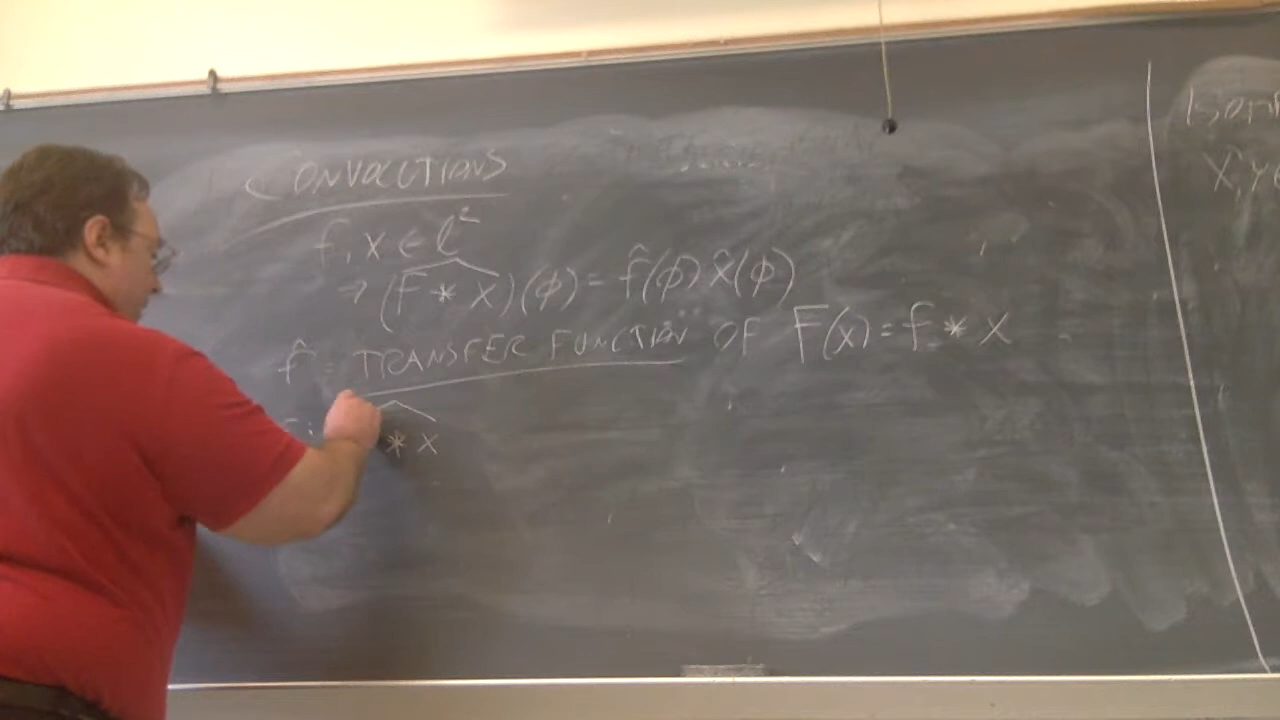 CONVOLUTIONS
f, x ∈ l²
⇒ (f * x)^(ϕ) = f̂(ϕ) x̂(ϕ)
f̂ = TRANSFER FUNCTION OF F(x) = f * x
* x
X, Y